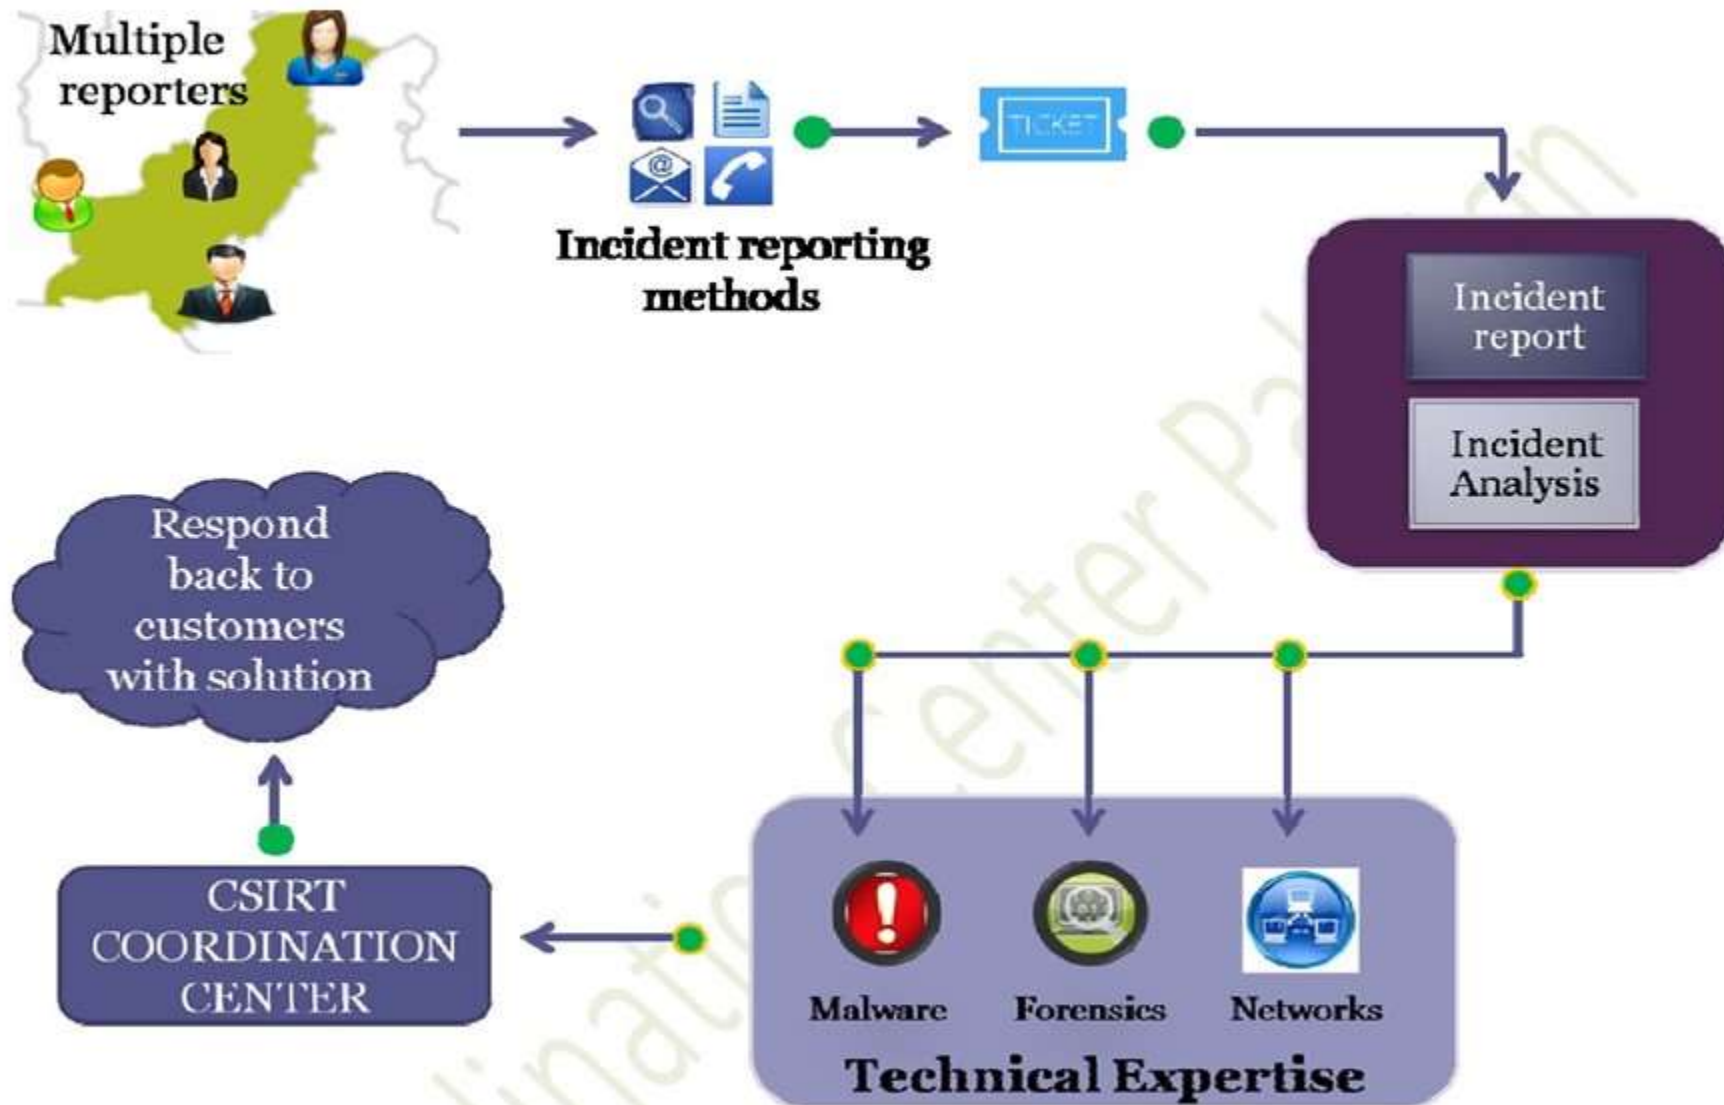 Multiple
reporters
Incident reporting
methods
TICKET
Incident
report
Incident
Analysis
Malware
Forensics
Networks
Technical Expertise
CSIRT
COORDINATION
CENTER
Respond
back to
customers
with solution
@
Center